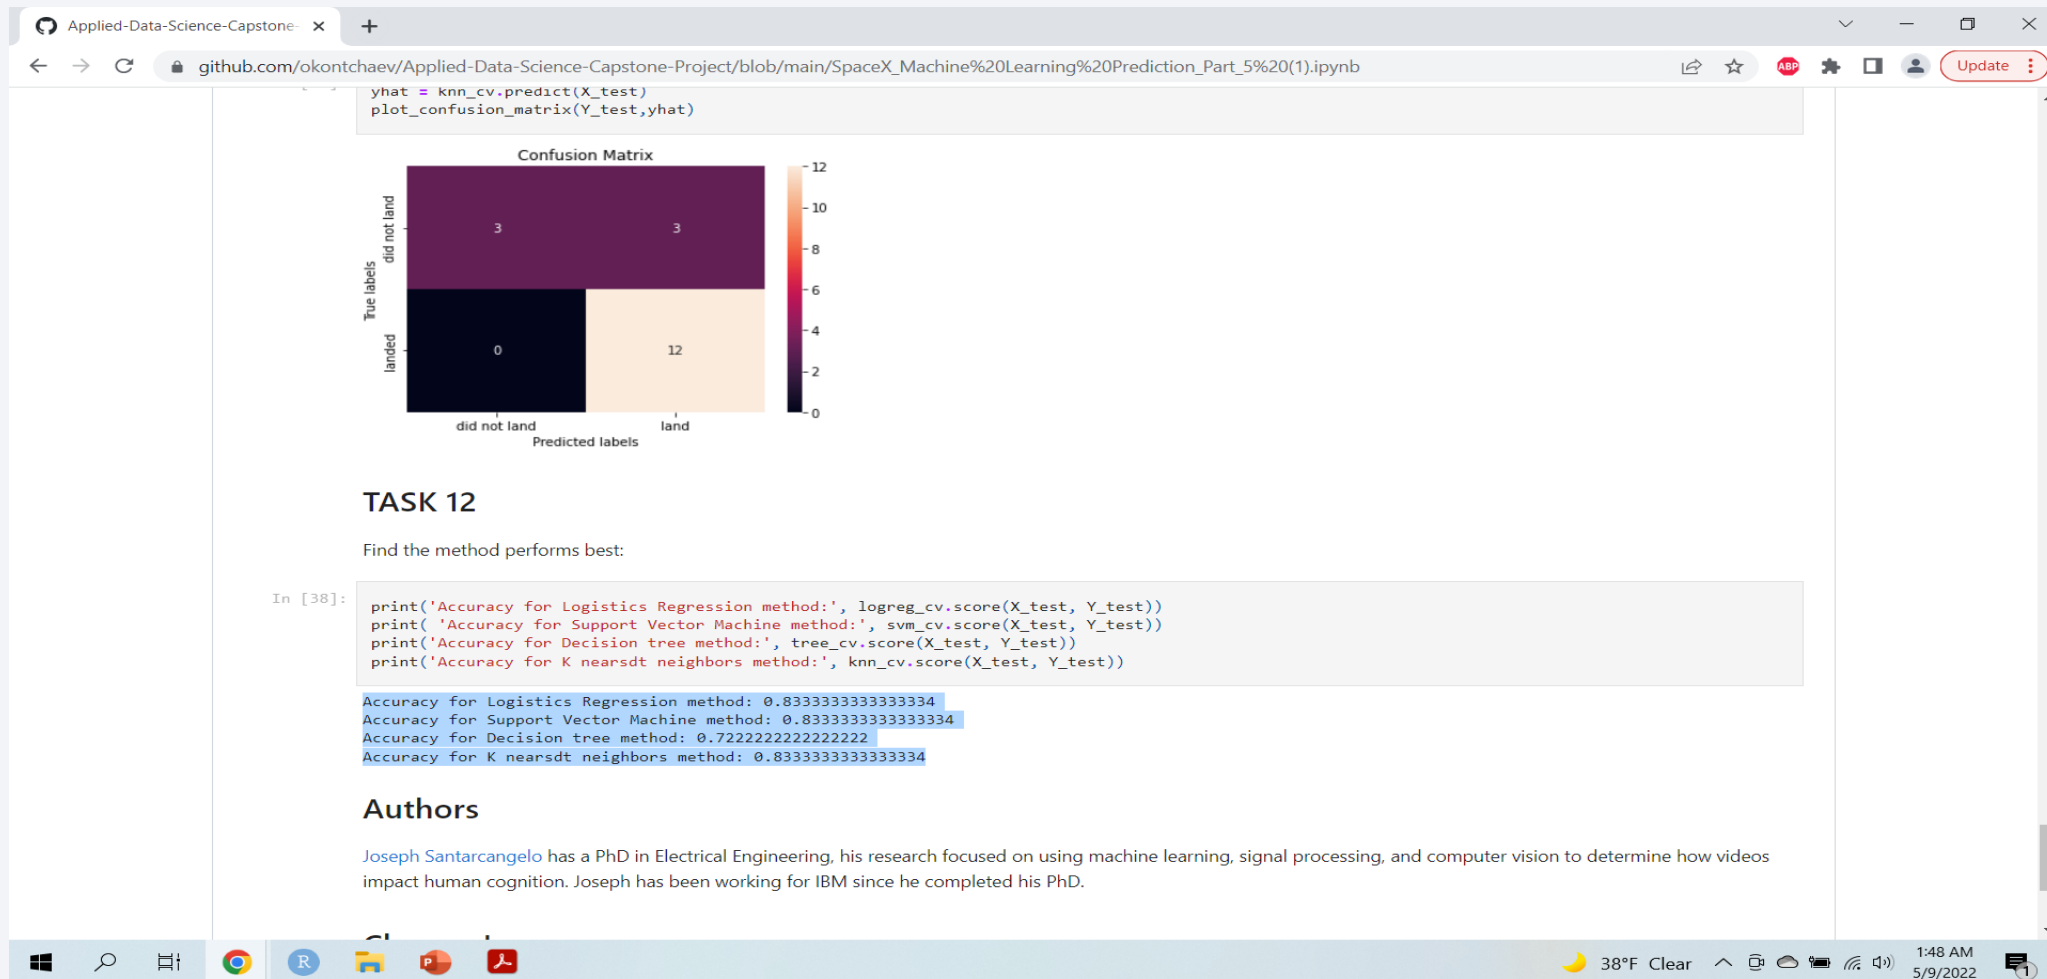 Applied-Data-Science-Capstone-
github.com/okontchaev/Applied-Data-Science-Capstone-Project/blob/main/SpaceX_Machine%20Learning%20Prediction_Part_5%20(1).ipynb
ABP
Update
yhat = knn_cv.predict(X_test)
plot_confusion_matrix(Y_test,yhat)
Confusion Matrix
True labels
did not land
landed
3
3
0
12
12
10
8
6
4
2
0
did not land
land
Predicted labels
TASK 12
Find the method performs best:
In [38]:
print('Accuracy for Logistics Regression method:', logreg_cv.score(X_test, Y_test))
print( 'Accuracy for Support Vector Machine method:', svm_cv.score(X_test, Y_test))
print('Accuracy for Decision tree method:', tree_cv.score(X_test, Y_test))
print('Accuracy for K nearsdt neighbors method:', knn_cv.score(X_test, Y_test))
Accuracy for Logistics Regression method: 0.8333333333333334
Accuracy for Support Vector Machine method: 0.8333333333333334
Accuracy for Decision tree method: 0.7222222222222222
Accuracy for K nearsdt neighbors method: 0.8333333333333334
Authors
Joseph Santarcangelo has a PhD in Electrical Engineering, his research focused on using machine learning, signal processing, and computer vision to determine how videos
impact human cognition. Joseph has been working for IBM since he completed his PhD.
R
P
38°F Clear
1:48 AM
5/9/2022
1